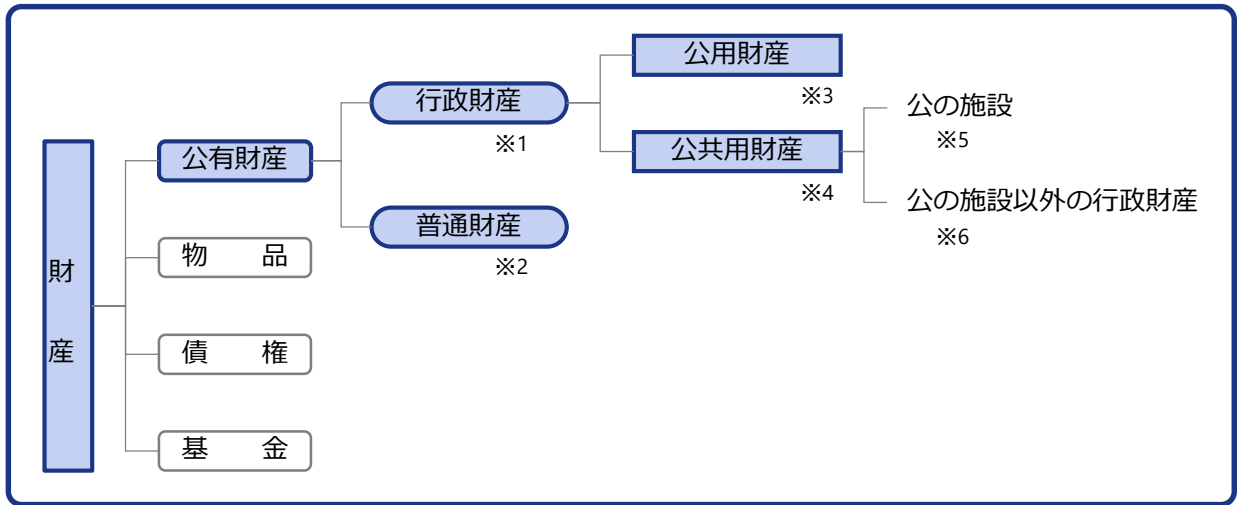 財産
公有財産
物品
債権
基金
行政財産
※1
普通財産
※2
公用財産
※3
公共用財産
※4
公の施設
※5
公の施設以外の行政財産
※6